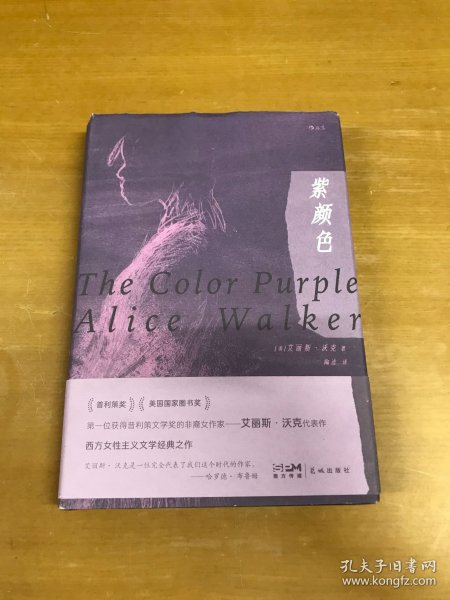 紫颜色
The Color Purple
Alice Walker
[美]艾丽斯·沃克 著
陶洁 译
普利策奖 美国国家图书奖
第一位获得普利策文学奖的非裔女作家——艾丽斯·沃克代表作
西方女性主义文学经典之作
艾丽斯·沃克是一位完全代表了我们这个时代的作家。
——哈罗德·布鲁姆
SPM
南方传媒
花城出版社
孔夫子旧书网
www.kongfz.com